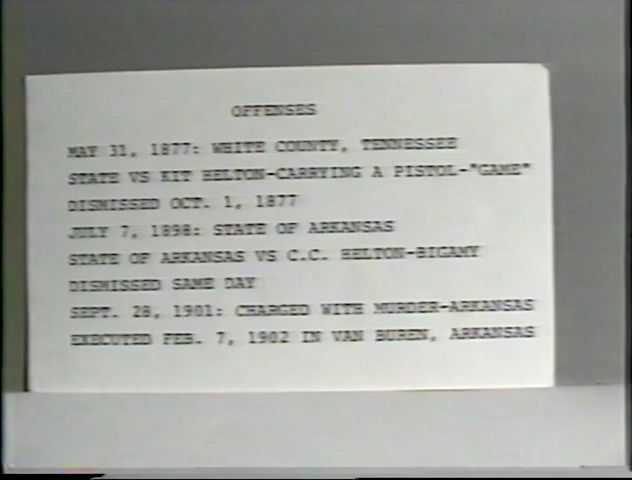 OFFENSES
MAY 31, 1877: WHITE COUNTY, TENNESSEE
STATE VS KIT HELTON-CARRYING A PISTOL-"GAME"
DISMISSED OCT. 1, 1877
JULY 7, 1898: STATE OF ARKANSAS
STATE OF ARKANSAS VS C.C. HELTON-BIGAMY
DISMISSED SAME DAY
SEPT. 28, 1901: CHARGED WITH MURDER-ARKANSAS
EXECUTED FEB. 7, 1902 IN VAN BUREN, ARKANSAS